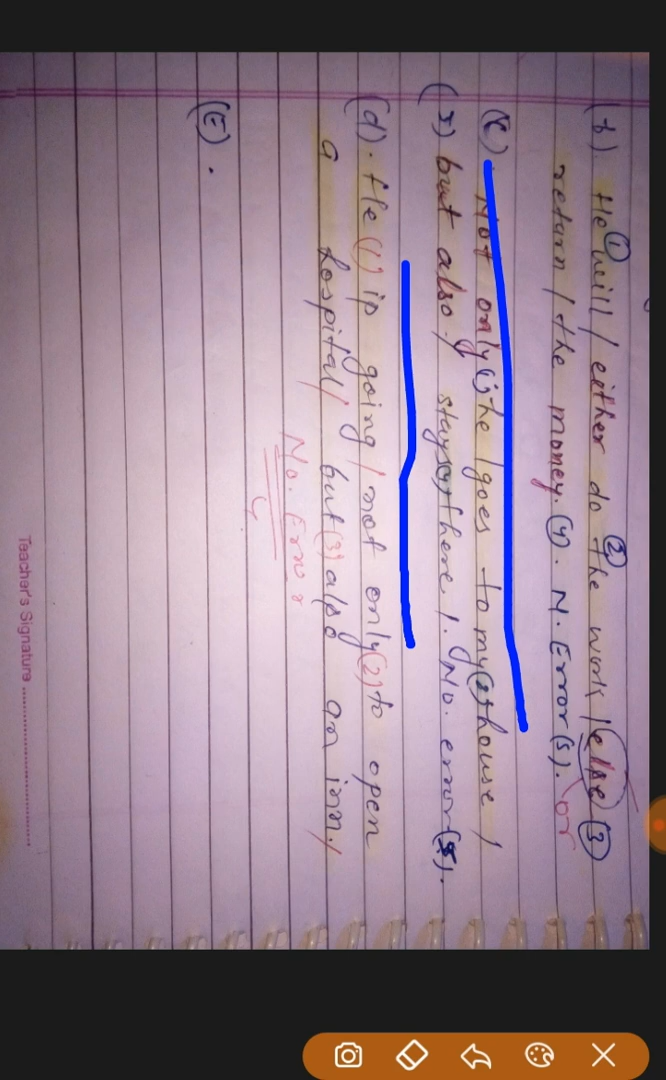 (b). He (1) will / either do (2) the work / else (3)
return / the money. (4). N. Error (5). or
(c) Not only (1) he / goes to my (2) house /
(3) but also / stays (4) there /. No. error (5).
(d). He (1) is going / not only (2) to open
a hospital / but (3) also an inn. /
No. Error
(E).
Teacher's Signature